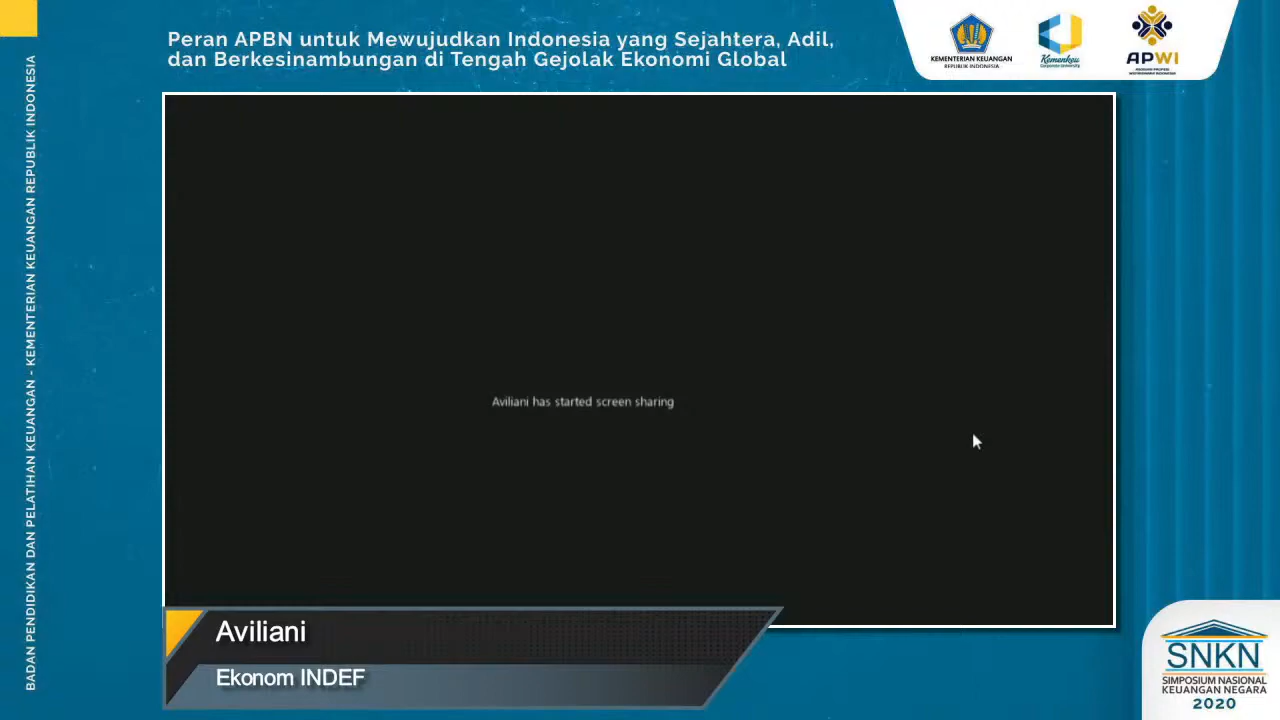 Peran APBN untuk Mewujudkan Indonesia yang Sejahtera, Adil,
dan Berkesinambungan di Tengah Gejolak Ekonomi Global
KEMENTERIAN KEUANGAN
REPUBLIK INDONESIA
Kemenkeu
Corporate University
APWI
BADAN PENDIDIKAN DAN PELATIHAN KEUANGAN - KEMENTERIAN KEUANGAN REPUBLIK INDONESIA
Aviliani has started screen sharing
Aviliani
Ekonom INDEF
SNKN
SIMPOSIUM NASIONAL
KEUANGAN NEGARA
2020